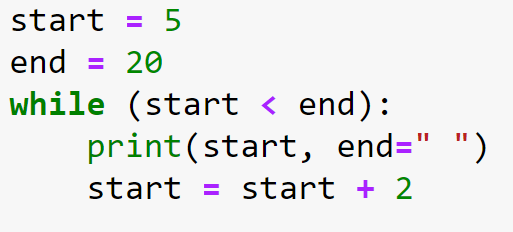 start = 5
end = 20
while (start < end):
    print(start, end=" ")
    start = start + 2